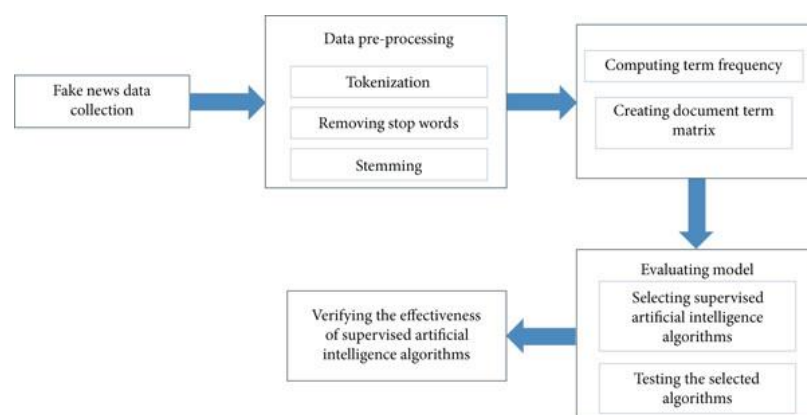 Fake news data
collection
Data pre-processing
Tokenization
Removing stop words
Stemming
Computing term frequency
Creating document term
matrix
Evaluating model
Selecting supervised
artificial intelligence
algorithms
Testing the selected
algorithms
Verifying the effectiveness
of supervised artificial
intelligence algorithms